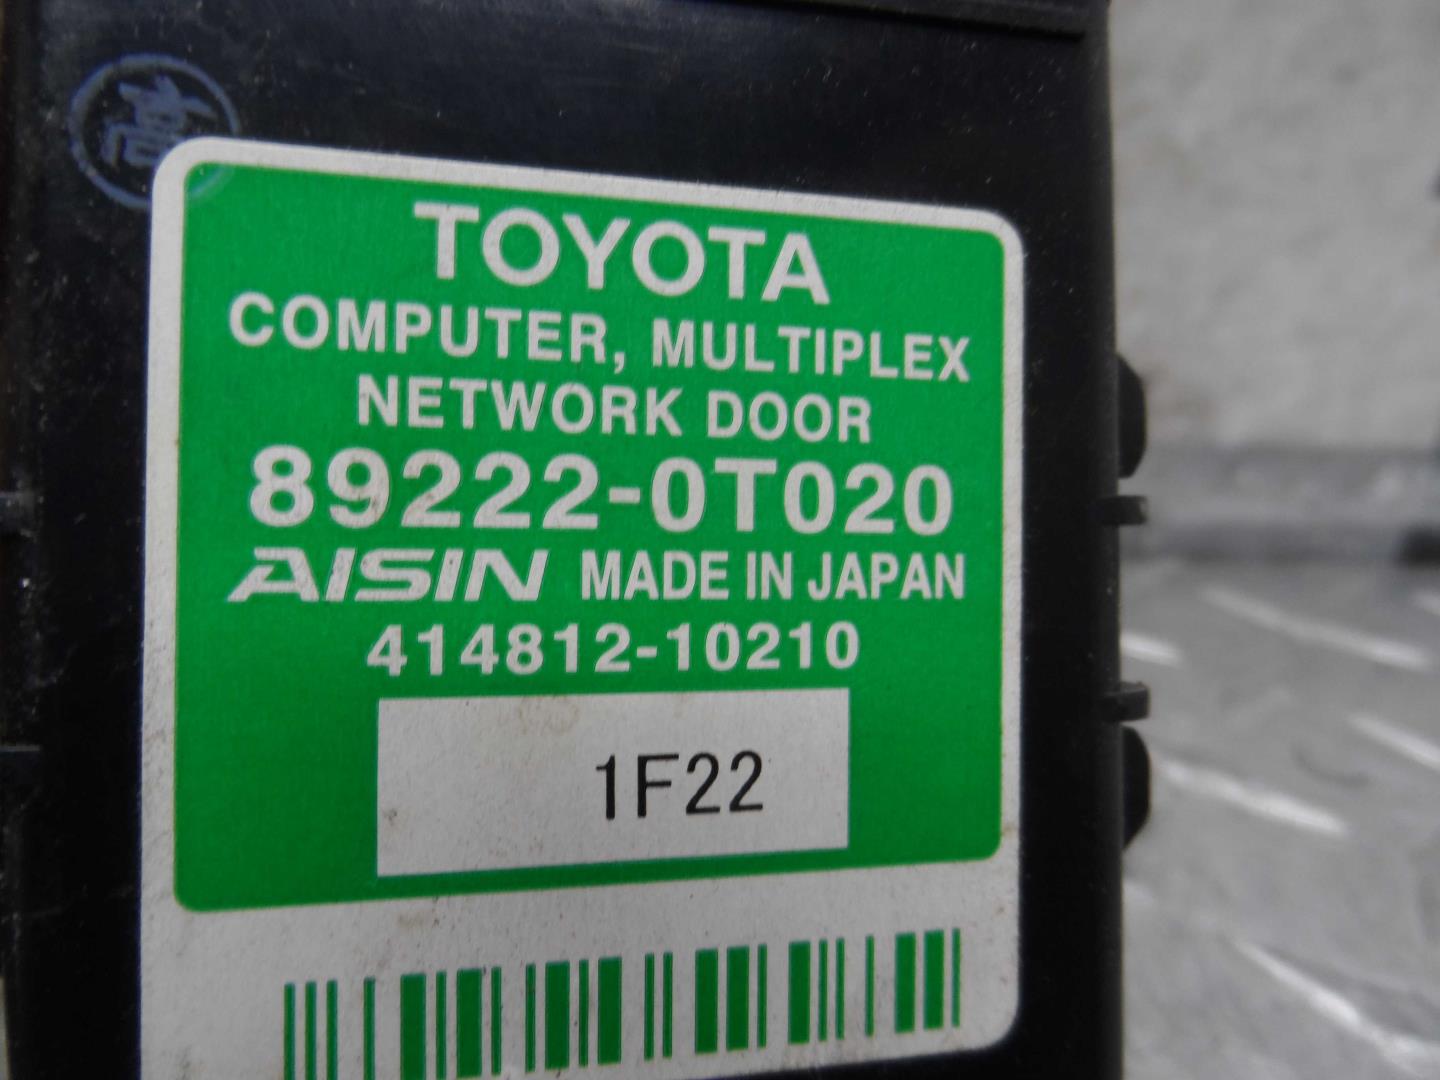 TOYOTA
COMPUTER, MULTIPLEX
NETWORK DOOR
89222-0T020
AISIN MADE IN JAPAN
414812-10210
1F22